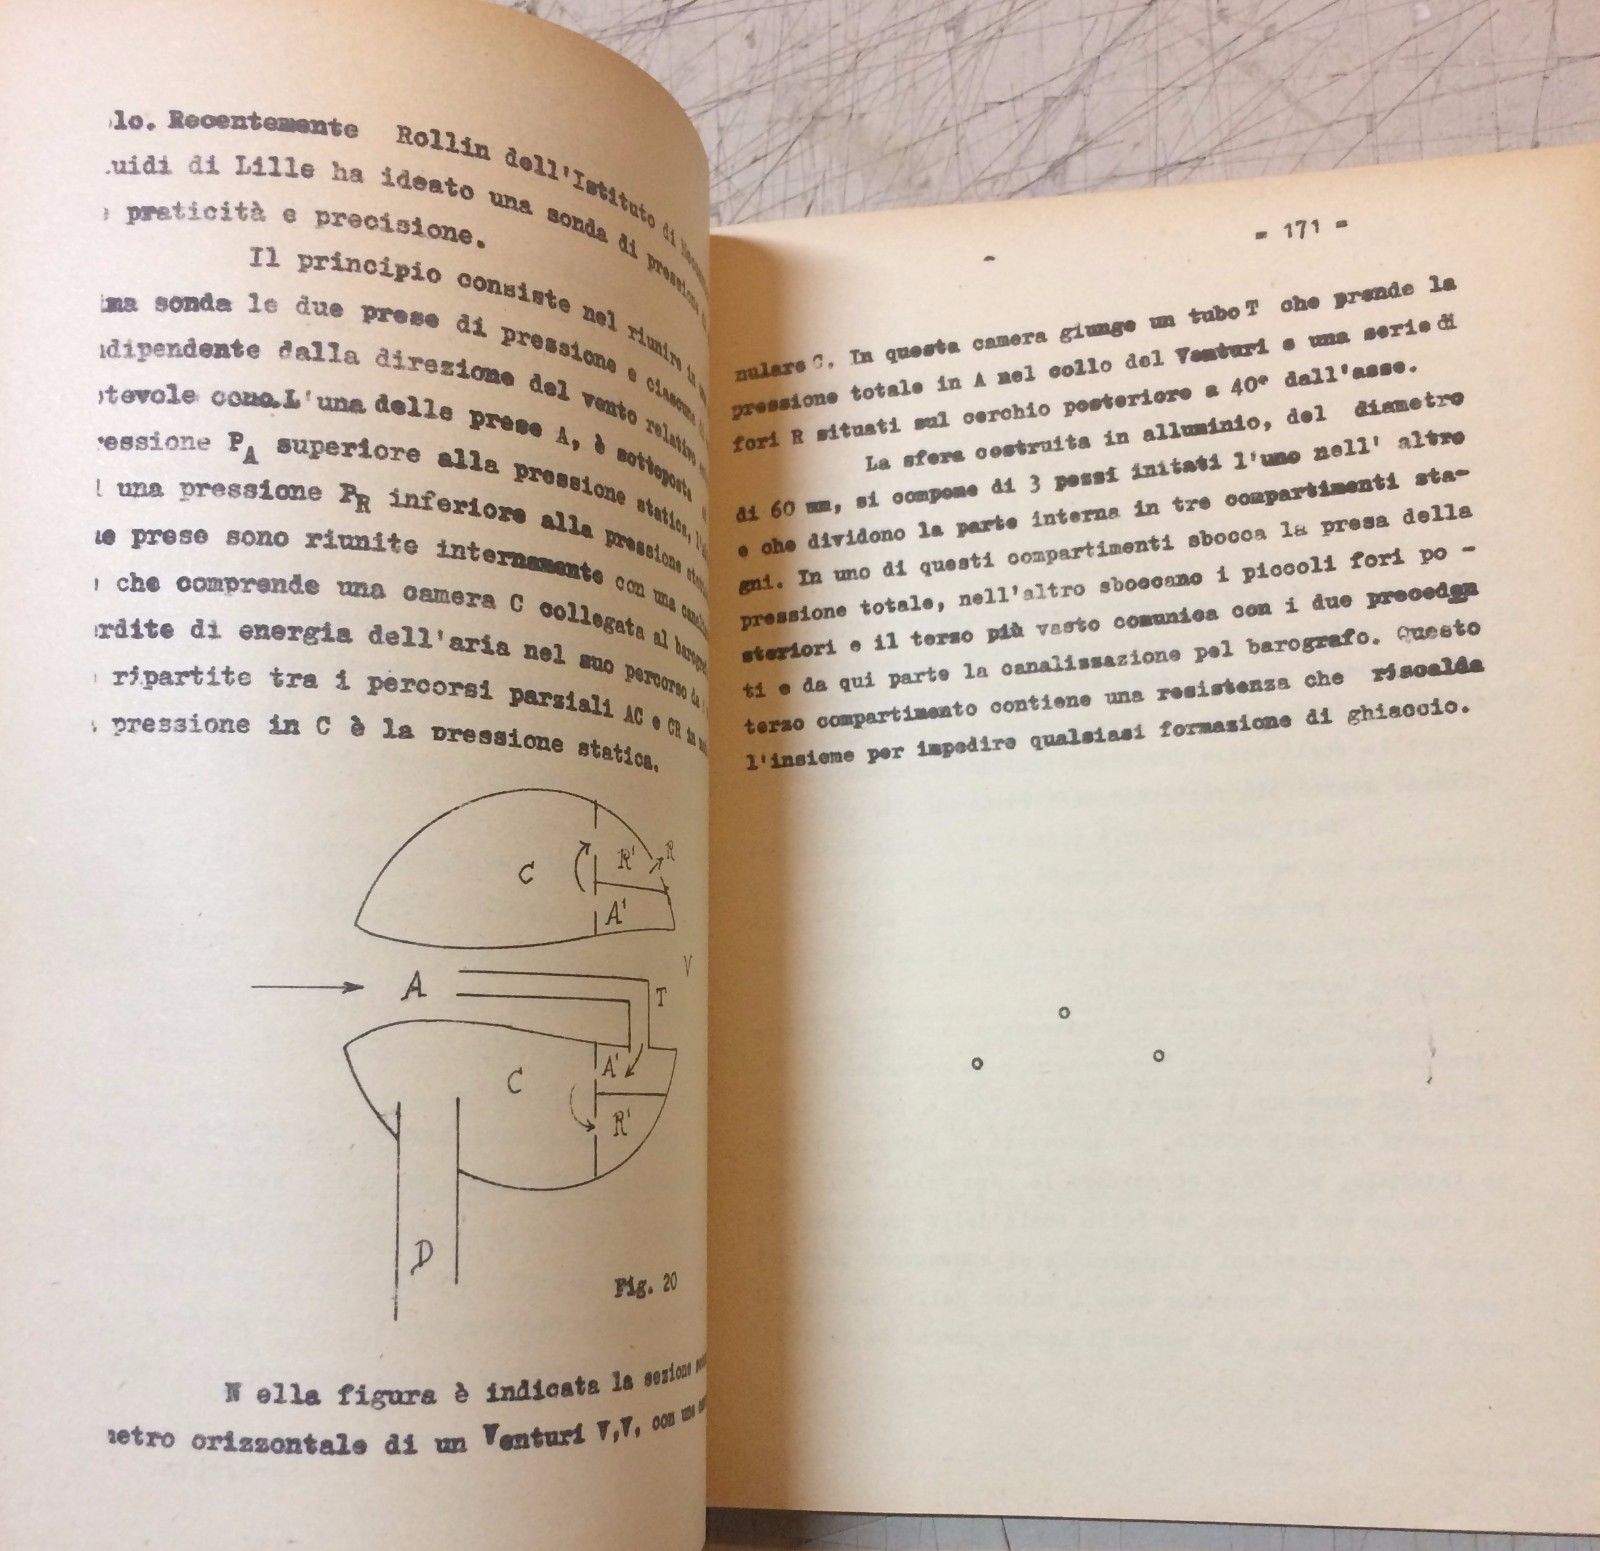 lo. Recentemente Rollin dell'Istituto di
uidi di Lille ha ideato una sonda di pressione
praticità e precisione.
Il principio consiste nel riunire in
ma sonda le due prese di pressione e ciascuna
dipendente dalla direzione del vento relativo
tevole cono. L'una delle prese A, è sottoposta
ressione PA superiore alla pressione statica,
una pressione PR inferiore alla pressione
e prese sono riunite internamente con una
che comprende una camera C collegata al
rdite di energia dell'aria nel suo percorso da
ripartite tra i percorsi parziali AC e CR in
pressione in C è la pressione statica.
C
R'
R
A'
A
V
T
C
A'
R'
D
Fig. 20
N ella figura è indicata la sezione
metro orizzontale di un Venturi V,V, con una
- 171 -
nulare C. In questa camera giunge un tubo T che prende la
pressione totale in A nel collo del Venturi e una serie di
fori R situati sul cerchio posteriore a 40° dall'asse.
La sfera costruita in alluminio, del diametro
di 60 mm, si compone di 3 pezzi initati l'uno nell' altro
e che dividono la parte interna in tre compartimenti sta-
gni. In uno di questi compartimenti sbocca la presa della
pressione totale, nell'altro sboccano i piccoli fori po -
steriori e il terzo più vasto comunica con i due preceden
ti e da qui parte la canalizzazione pel barografo. Questo
terzo compartimento contiene una resistenza che riscalda
l'insieme per impedire qualsiasi formazione di ghiaccio.